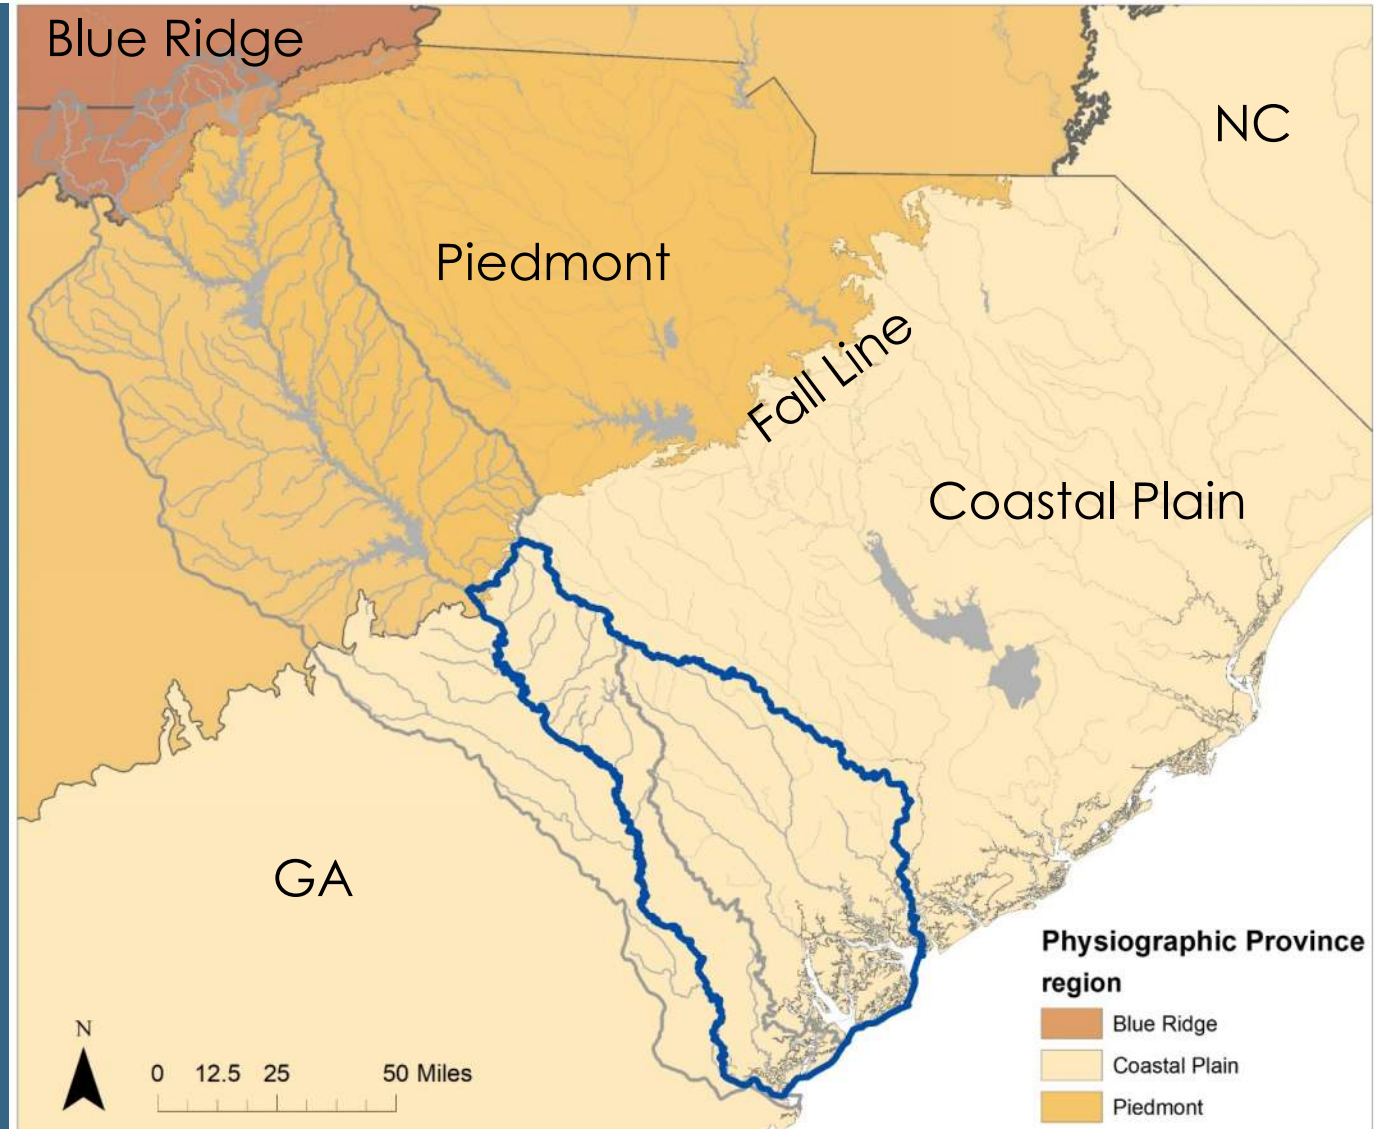 Blue Ridge
NC
Piedmont
Fall Line
Coastal Plain
GA
Physiographic Province
region
Blue Ridge
Coastal Plain
Piedmont
N
0 12.5 25 50 Miles